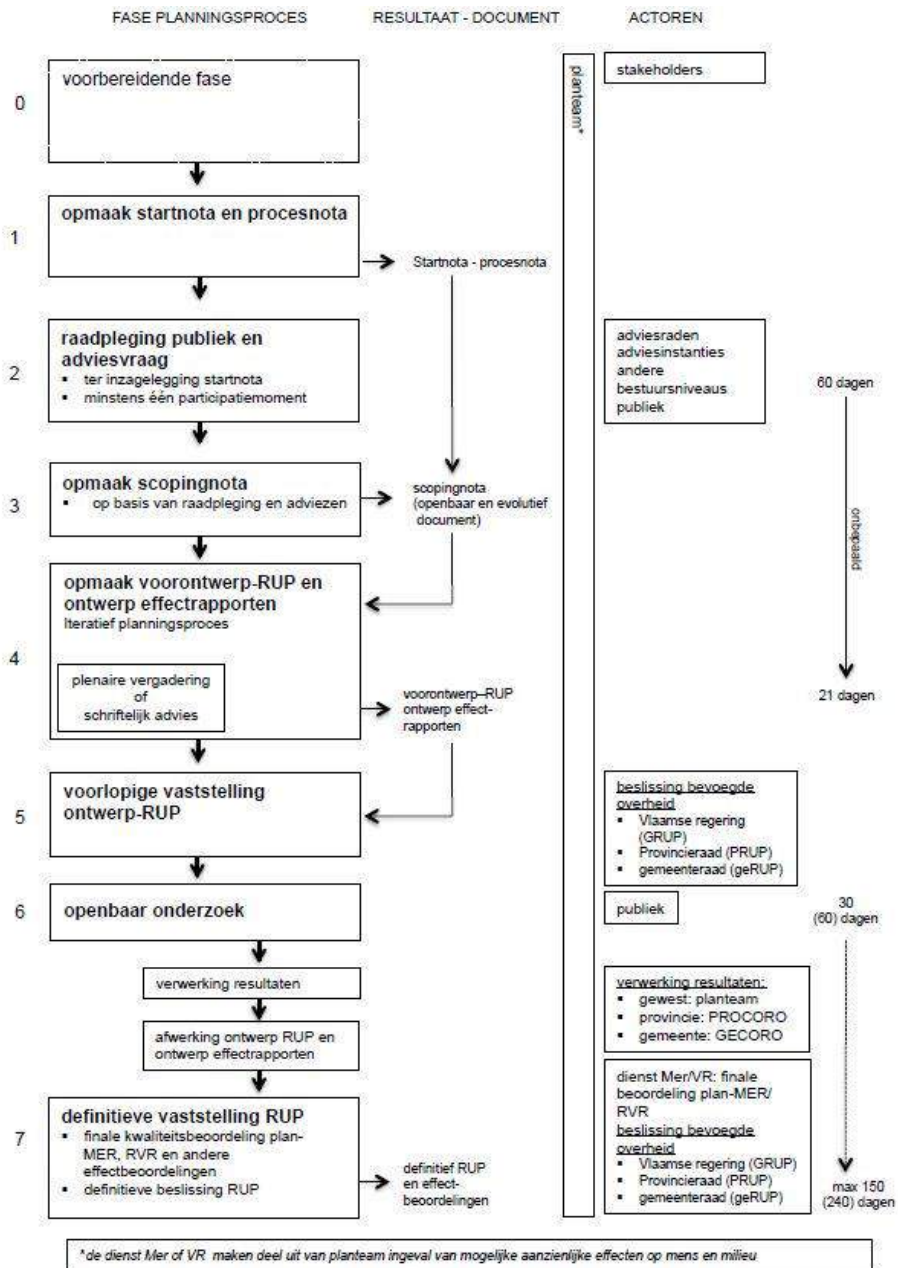 FASE PLANNINGSPROCES
RESULTAAT - DOCUMENT
ACTOREN
0
voorbereidende fase
planteam*
stakeholders
1
opmaak startnota en procesnota
Startnota - procesnota
2
raadpleging publiek en
adviesvraag
▪ ter inzagelegging startnota
▪ minstens één participatiemoment
adviesraden
adviesinstanties
andere
bestuursniveaus
publiek
60 dagen
3
opmaak scopingnota
▪ op basis van raadpleging en adviezen
scopingnota
(openbaar en evolutief
document)
onbepaald
4
opmaak voorontwerp-RUP en
ontwerp effectrapporten
Iteratief planningsproces
plenaire vergadering
of
schriftelijk advies
voorontwerp–RUP
ontwerp effect-
rapporten
21 dagen
5
voorlopige vaststelling
ontwerp-RUP
beslissing bevoegde
overheid
▪ Vlaamse regering
(GRUP)
▪ Provincieraad (PRUP)
▪ gemeenteraad (geRUP)
6
openbaar onderzoek
publiek
30
(60) dagen
verwerking resultaten
afwerking ontwerp RUP en
ontwerp effectrapporten
verwerking resultaten:
▪ gewest: planteam
▪ provincie: PROCORO
▪ gemeente: GECORO
7
definitieve vaststelling RUP
▪ finale kwaliteitsbeoordeling plan-
MER, RVR en andere
effectbeoordelingen
▪ definitieve beslissing RUP
definitief RUP
en effect-
beoordelingen
dienst Mer/VR: finale
beoordeling plan-MER/
RVR
beslissing bevoegde
overheid
▪ Vlaamse regering (GRUP)
▪ Provincieraad (PRUP)
▪ gemeenteraad (geRUP)
max 150
(240) dagen
*de dienst Mer of VR maken deel uit van planteam ingeval van mogelijke aanzienlijke effecten op mens en milieu